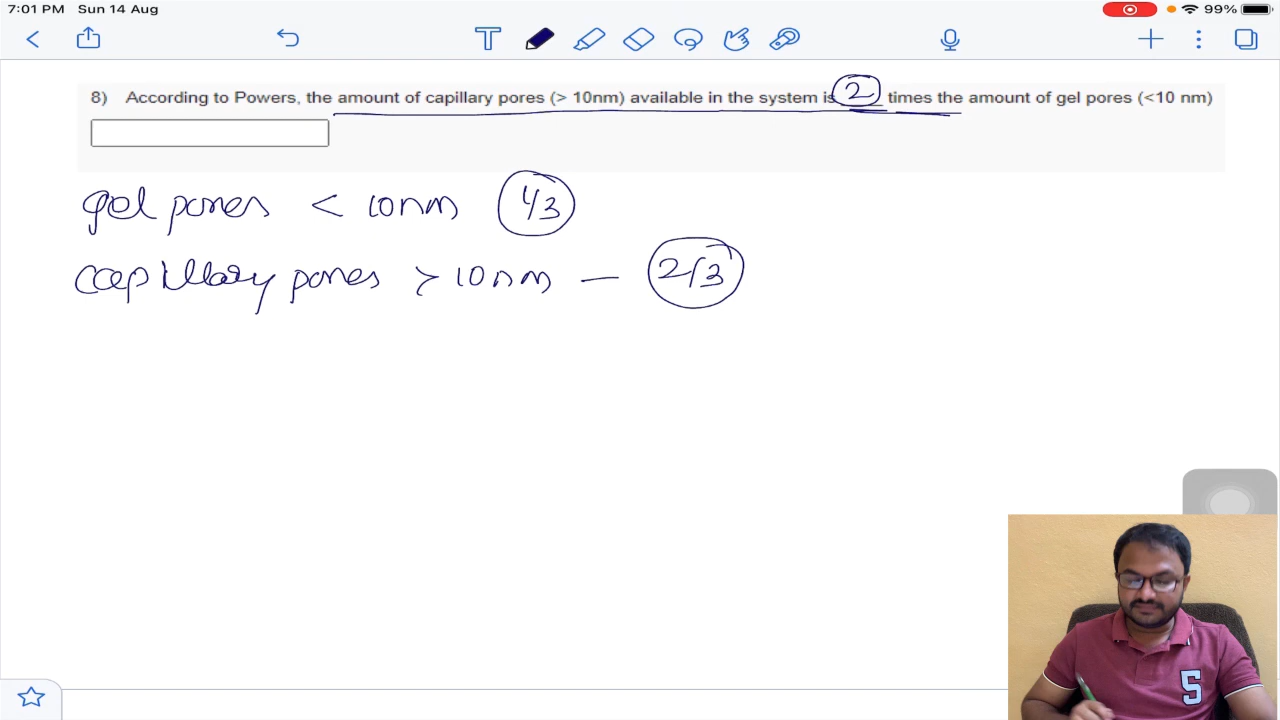 7:01 PM Sun 14 Aug 99%
T
8) According to Powers, the amount of capillary pores (> 10nm) available in the system is 2 times the amount of gel pores (<10 nm)
gel pores < 10nm 1/3
capillary pores > 10nm — 2/3
5